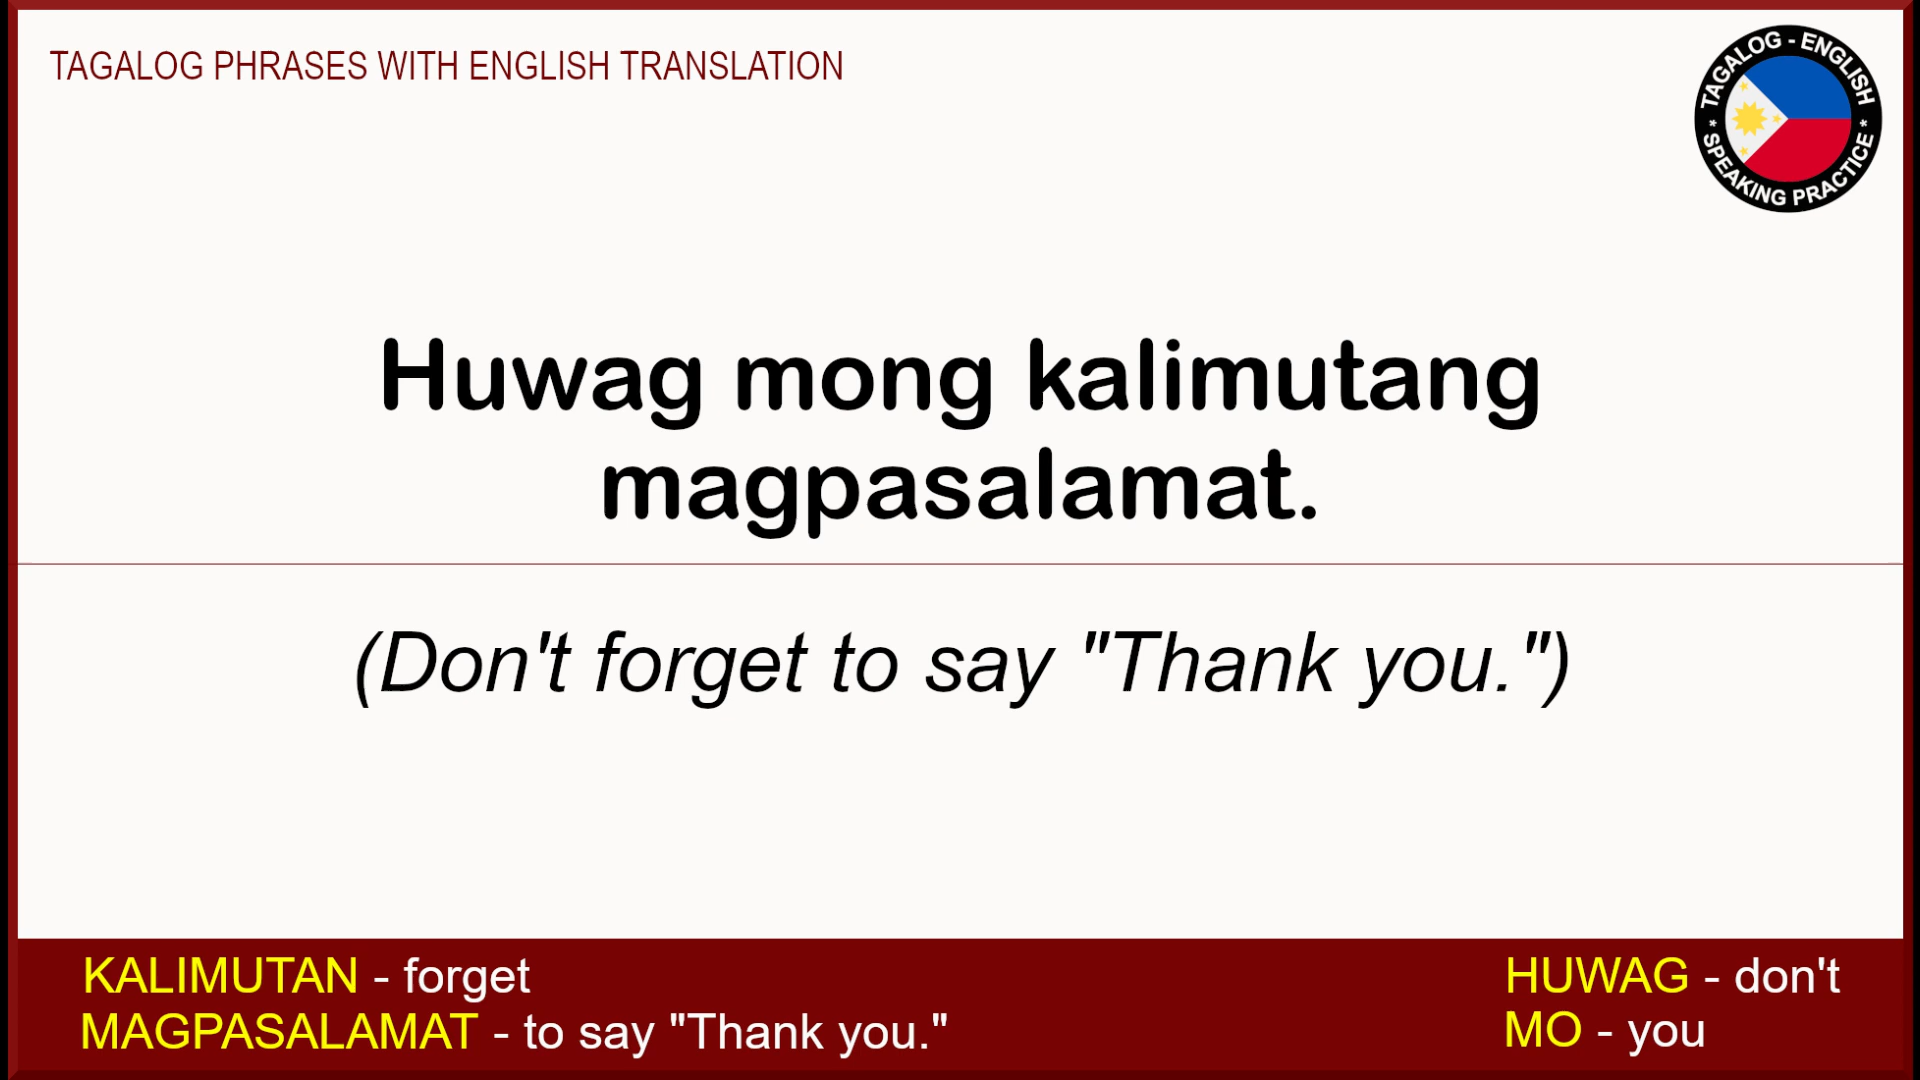 TAGALOG PHRASES WITH ENGLISH TRANSLATION
TAGALOG - ENGLISH
* SPEAKING PRACTICE *
Huwag mong kalimutang
magpasalamat.
(Don't forget to say "Thank you.")
KALIMUTAN - forget
MAGPASALAMAT - to say "Thank you."
HUWAG - don't
MO - you